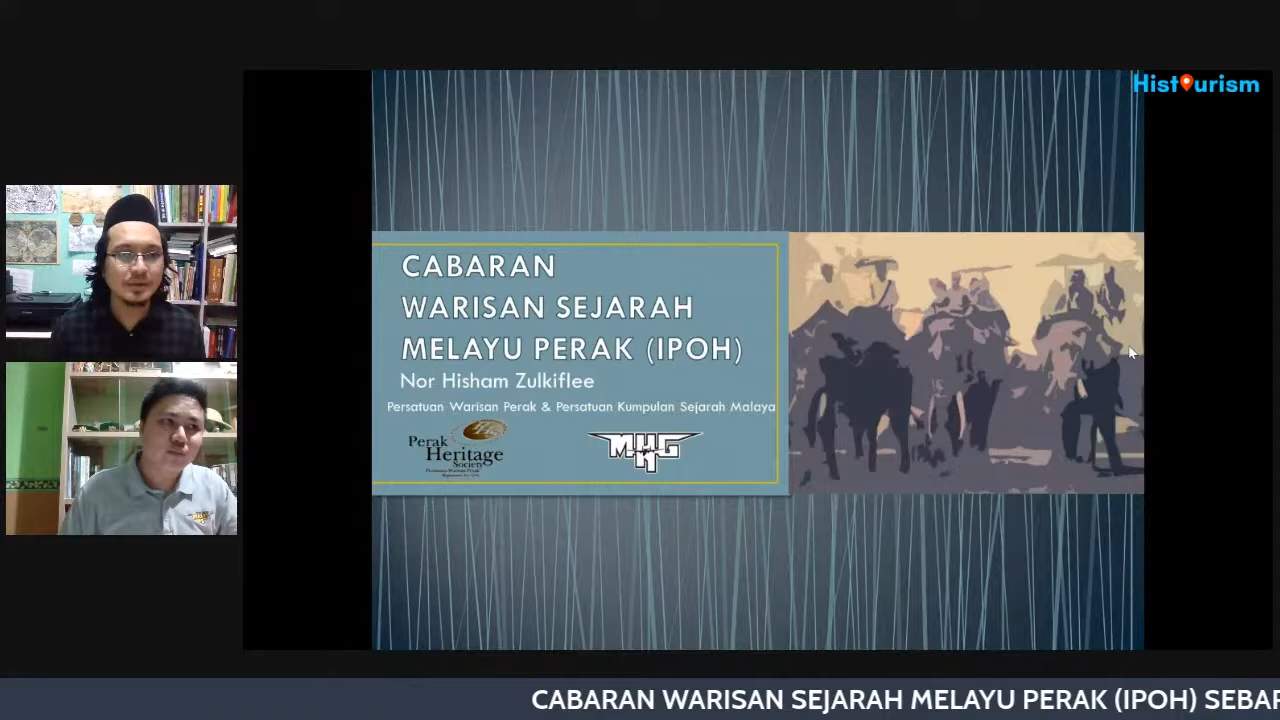 Histourism
CABARAN
WARISAN SEJARAH
MELAYU PERAK (IPOH)
Nor Hisham Zulkiflee
Persatuan Warisan Perak & Persatuan Kumpulan Sejarah Malaya
Perak
Heritage
Society
MHG
CABARAN WARISAN SEJARAH MELAYU PERAK (IPOH) SEBAR